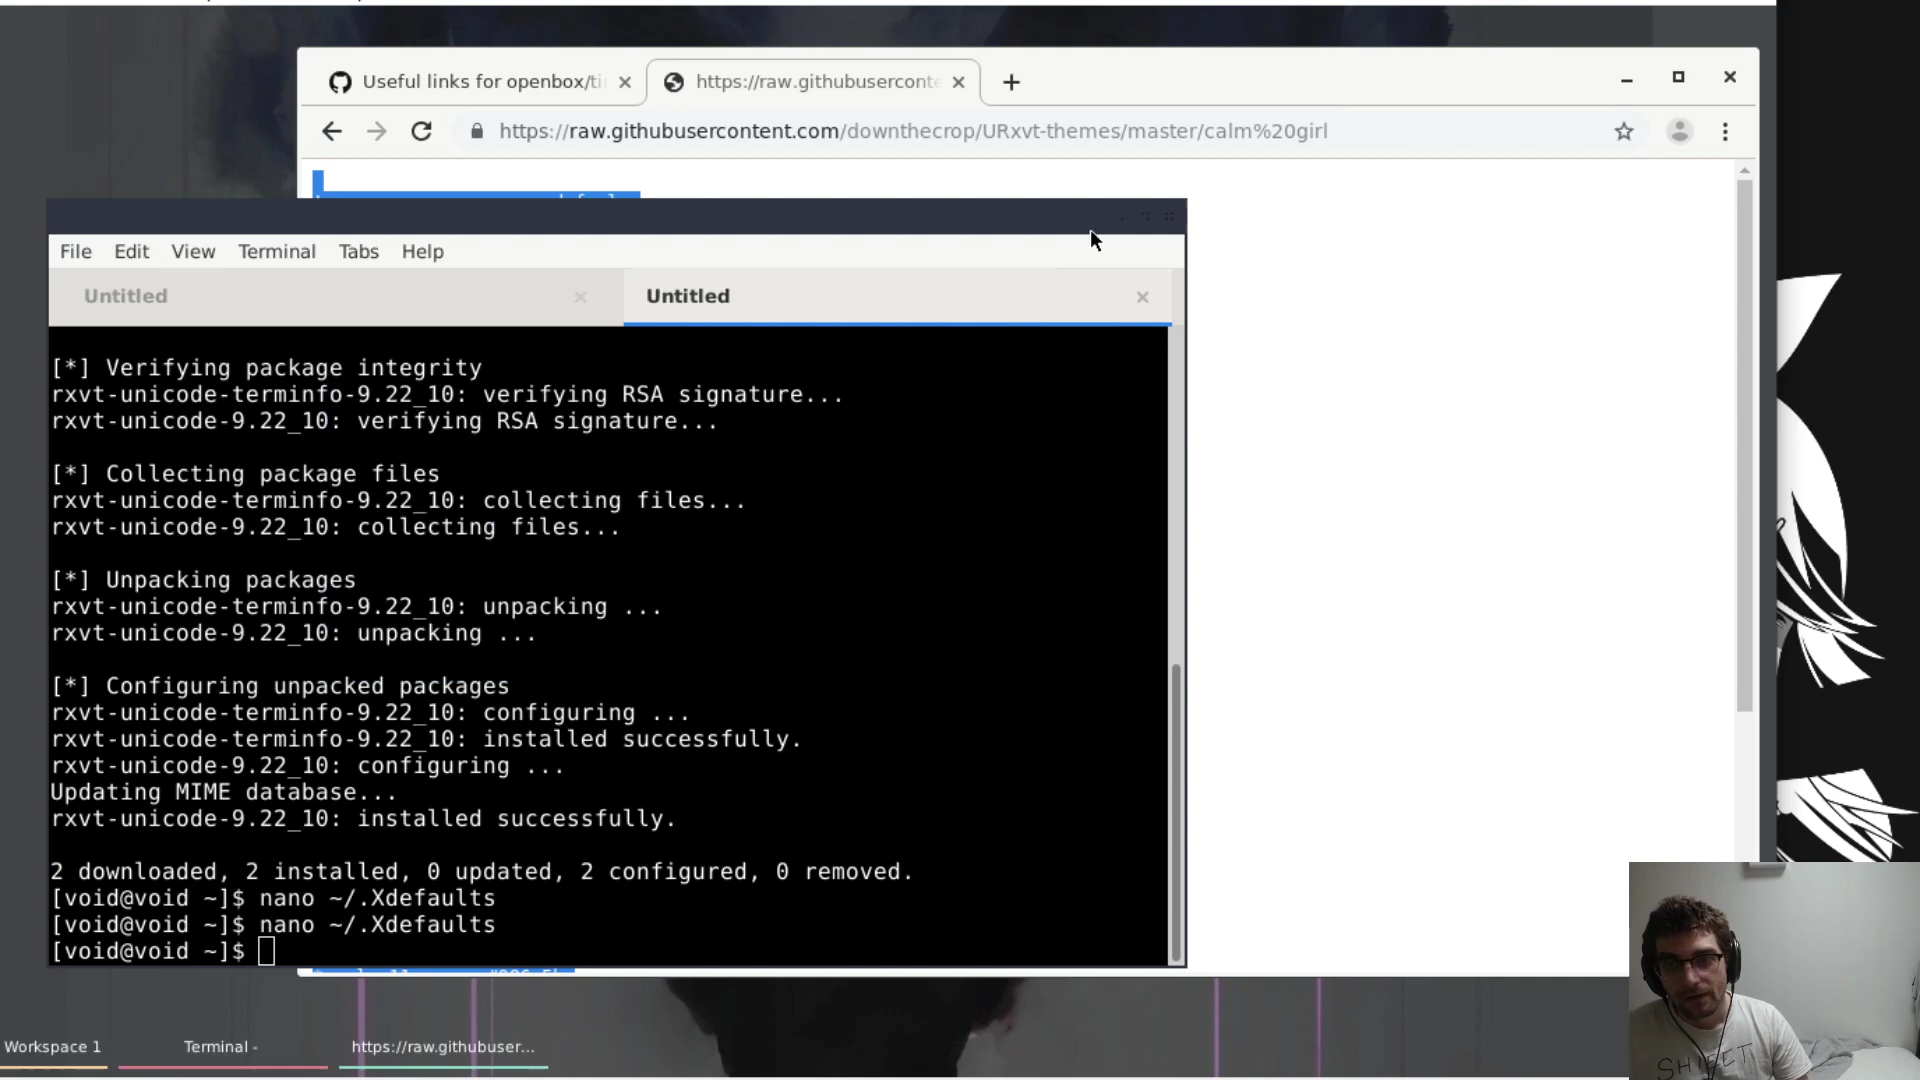 Useful links for openbox/ti
https://raw.githubuserconte
https://raw.githubusercontent.com/downthecrop/URxvt-themes/master/calm%20girl
File Edit View Terminal Tabs Help
Untitled
Untitled
[*] Verifying package integrity
rxvt-unicode-terminfo-9.22_10: verifying RSA signature...
rxvt-unicode-9.22_10: verifying RSA signature...
[*] Collecting package files
rxvt-unicode-terminfo-9.22_10: collecting files...
rxvt-unicode-9.22_10: collecting files...
[*] Unpacking packages
rxvt-unicode-terminfo-9.22_10: unpacking ...
rxvt-unicode-9.22_10: unpacking ...
[*] Configuring unpacked packages
rxvt-unicode-terminfo-9.22_10: configuring ...
rxvt-unicode-terminfo-9.22_10: installed successfully.
rxvt-unicode-9.22_10: configuring ...
Updating MIME database...
rxvt-unicode-9.22_10: installed successfully.
2 downloaded, 2 installed, 0 updated, 2 configured, 0 removed.
[void@void ~]$ nano ~/.Xdefaults
[void@void ~]$ nano ~/.Xdefaults
[void@void ~]$
SHIFT
Workspace 1
Terminal -
https://raw.githubuser...